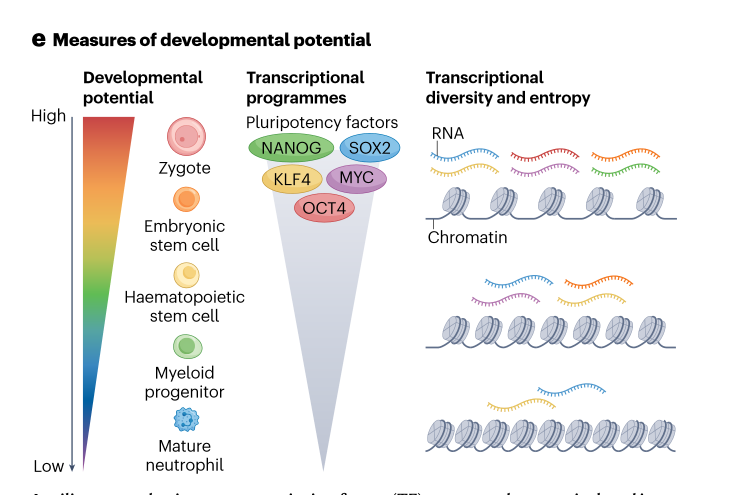 e Measures of developmental potential
Developmental
potential
Transcriptional
programmes
Transcriptional
diversity and entropy
High
Low
Zygote
Embryonic
stem cell
Haematopoietic
stem cell
Myeloid
progenitor
Mature
neutrophil
Pluripotency factors
NANOG
SOX2
KLF4
MYC
OCT4
RNA
Chromatin